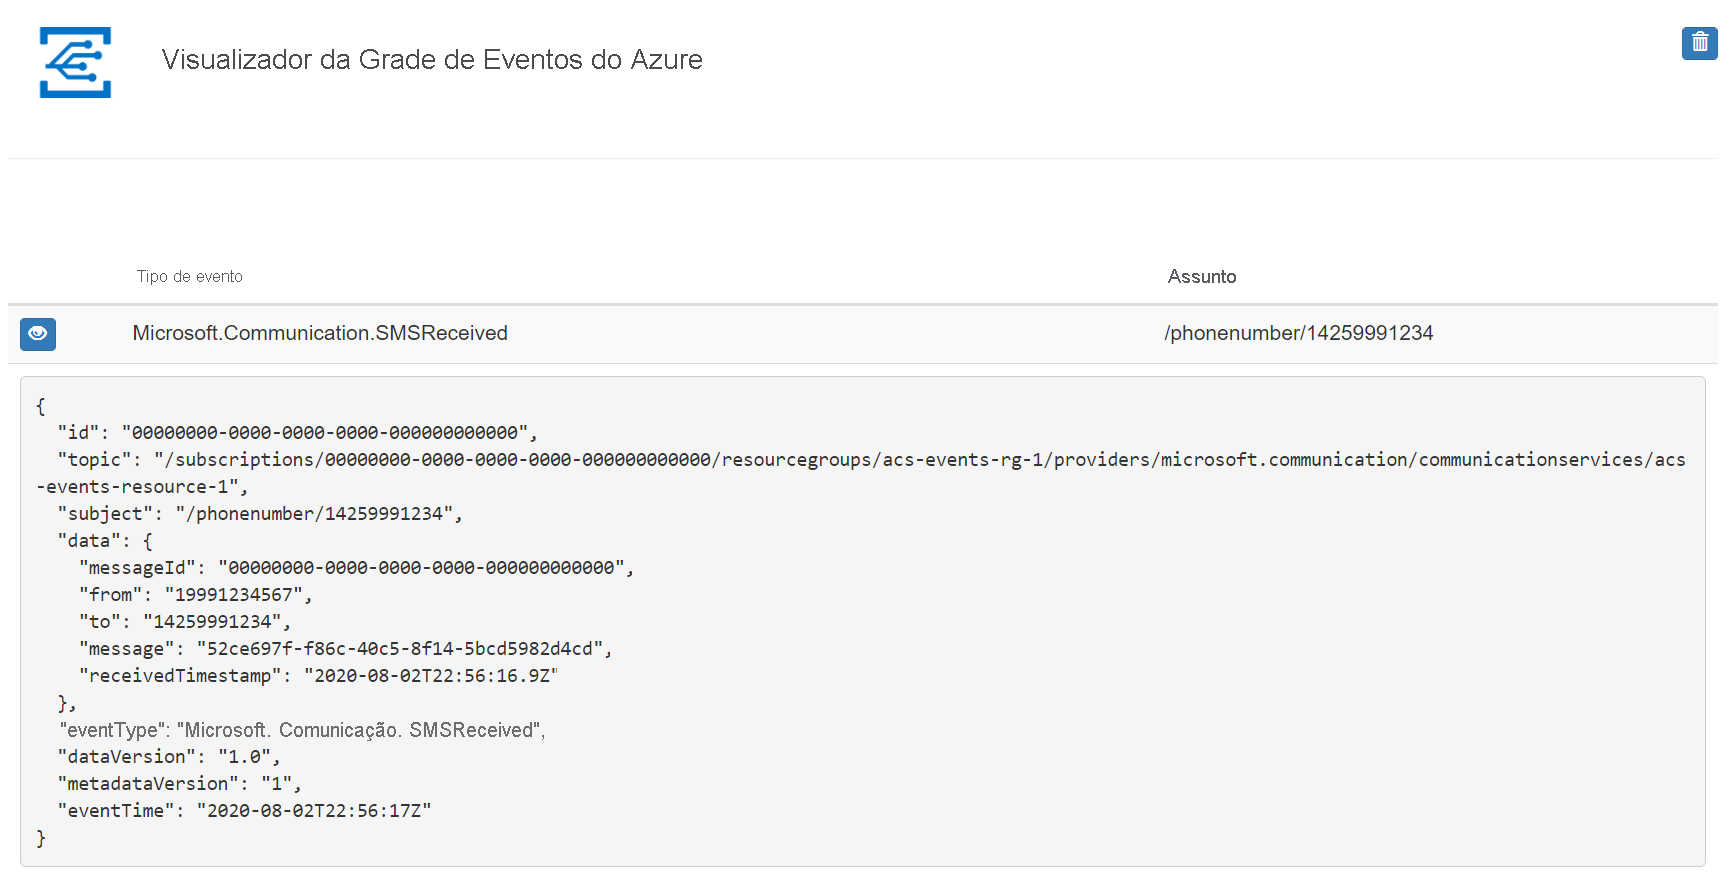 Visualizador da Grade de Eventos do Azure
Tipo de evento Assunto
Microsoft.Communication.SMSReceived /phonenumber/14259991234
{
"id": "00000000-0000-0000-0000-000000000000",
"topic": "/subscriptions/00000000-0000-0000-0000-000000000000/resourcegroups/acs-events-rg-1/providers/microsoft.communication/communicationservices/acs
-events-resource-1",
"subject": "/phonenumber/14259991234",
"data": {
"messageId": "00000000-0000-0000-0000-000000000000",
"from": "19991234567",
"to": "14259991234",
"message": "52ce697f-f86c-40c5-8f14-5bcd5982d4cd",
"receivedTimestamp": "2020-08-02T22:56:16.9Z"
},
"eventType": "Microsoft. Comunicação. SMSReceived",
"dataVersion": "1.0",
"metadataVersion": "1",
"eventTime": "2020-08-02T22:56:17Z"
}